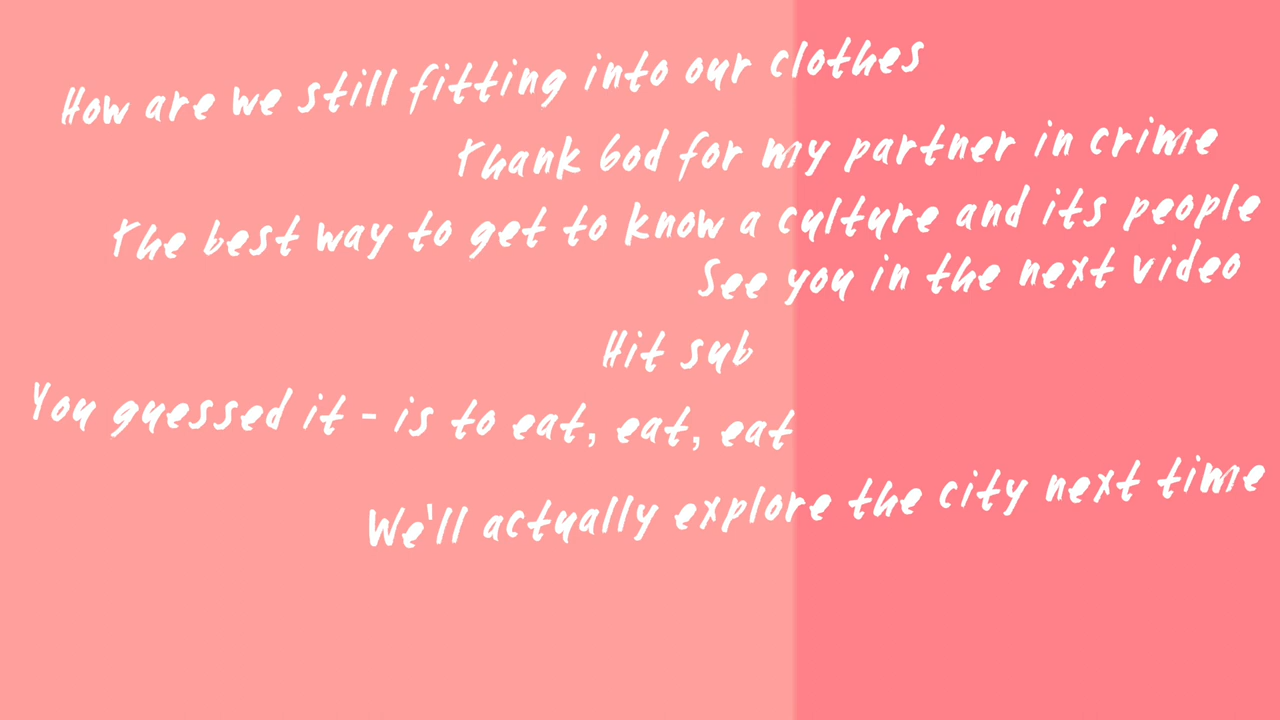 How are we still fitting into our clothes
Thank God for my partner in crime
The best way to get to know a culture and its people
See you in the next video
Hit sub
You guessed it - is to eat, eat, eat
We'll actually explore the city next time